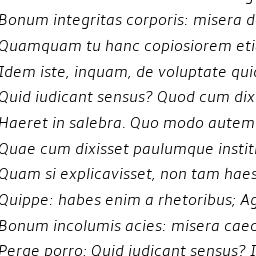 Bonum integritas corporis: misera d
Quamquam tu hanc copiosiorem eti
Idem iste, inquam, de voluptate quid
Quid iudicant sensus? Quod cum dix
Haeret in salebra. Quo modo autem
Quae cum dixisset paulumque institi
Quam si explicavisset, non tam haes
Quippe: habes enim a rhetoribus; Ag
Bonum incolumis acies: misera caec
Perge porro: Quid iudicant sensus? I